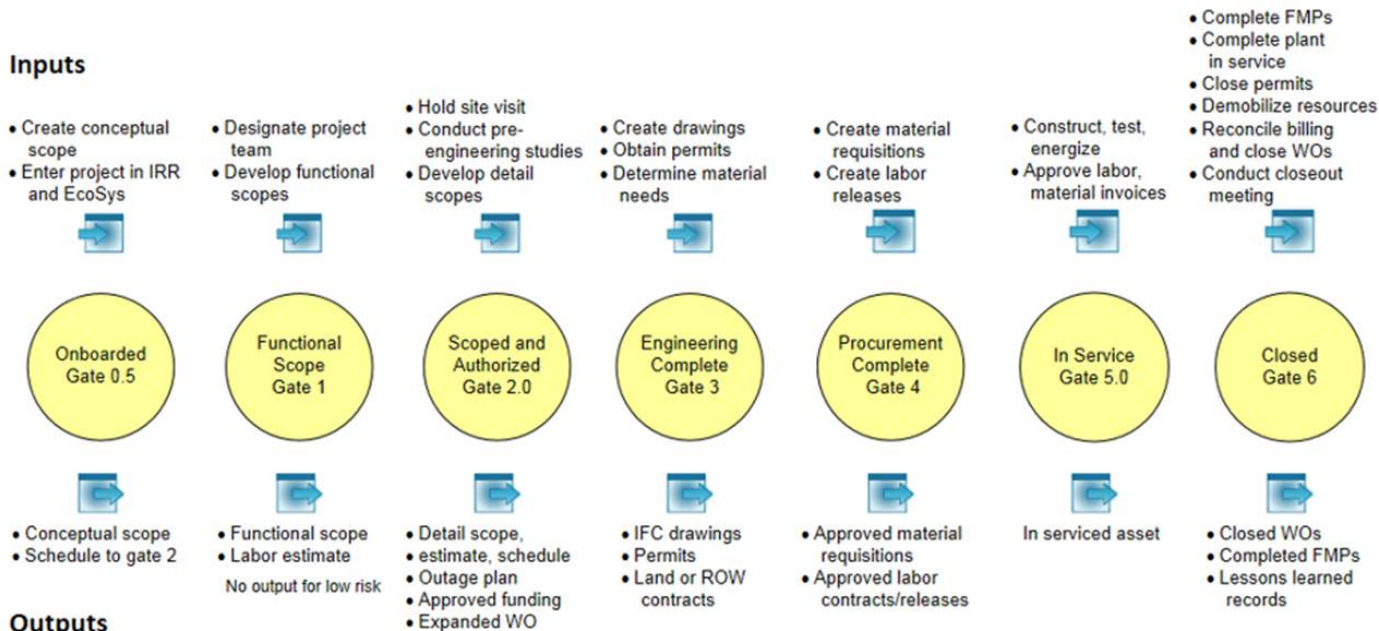 Inputs
• Create conceptual
scope
• Enter project in IRR
and EcoSys
• Designate project
team
• Develop functional
scopes
• Hold site visit
• Conduct pre-
engineering studies
• Develop detail
scopes
• Create drawings
• Obtain permits
• Determine material
needs
• Create material
requisitions
• Create labor
releases
• Construct, test,
energize
• Approve labor,
material invoices
• Complete FMPs
• Complete plant
in service
• Close permits
• Demobilize resources
• Reconcile billing
and close WOs
• Conduct closeout
meeting
Onboarded
Gate 0.5
Functional
Scope
Gate 1
Scoped and
Authorized
Gate 2.0
Engineering
Complete
Gate 3
Procurement
Complete
Gate 4
In Service
Gate 5.0
Closed
Gate 6
• Conceptual scope
• Schedule to gate 2
• Functional scope
• Labor estimate
No output for low risk
• Detail scope,
• estimate, schedule
• Outage plan
• Approved funding
• Expanded WO
• IFC drawings
• Permits
• Land or ROW
contracts
• Approved material
requisitions
• Approved labor
contracts/releases
In serviced asset
• Closed WOs
• Completed FMPs
• Lessons learned
records
Outputs